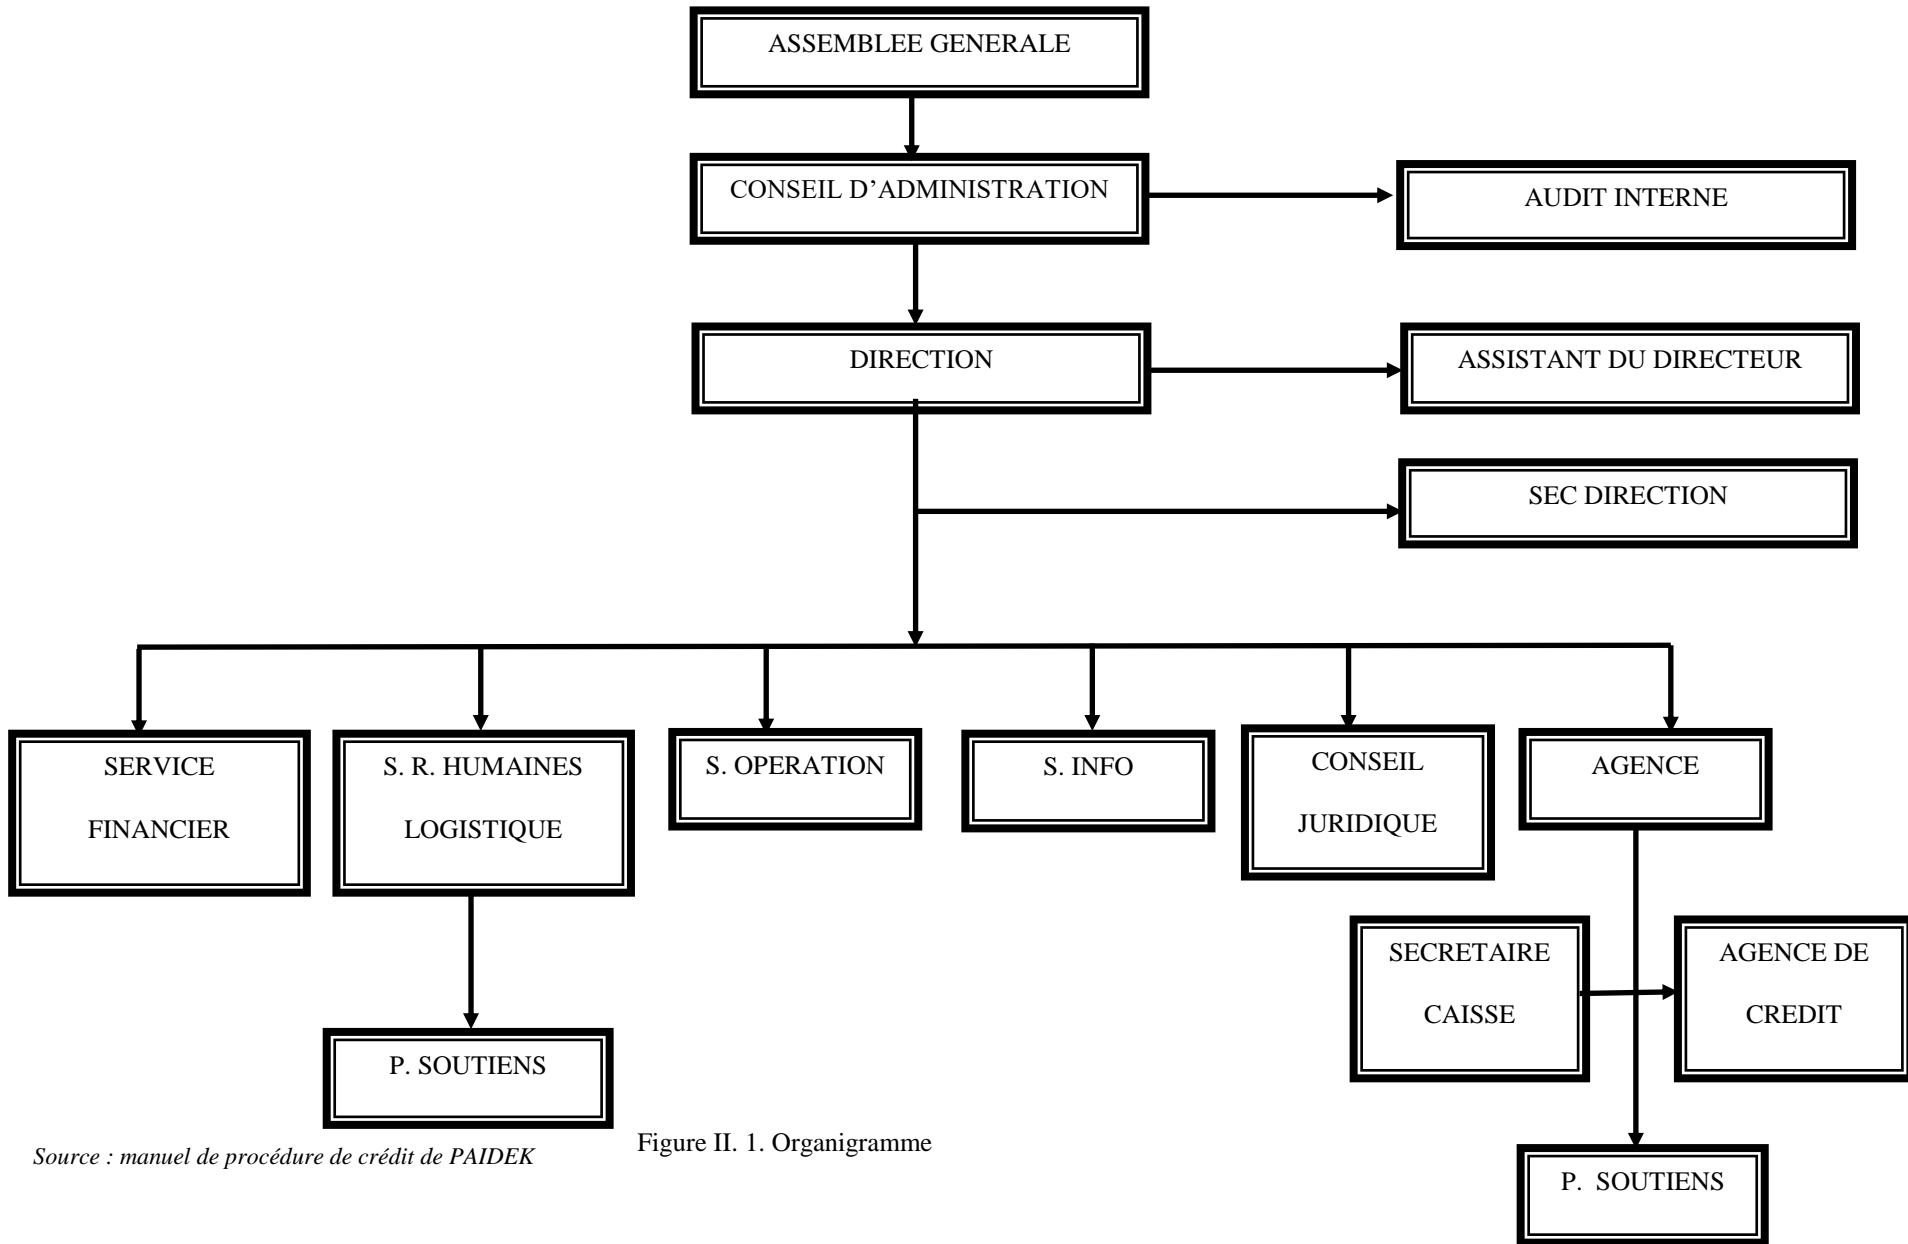 ASSEMBLEE GENERALE
CONSEIL D’ADMINISTRATION
AUDIT INTERNE
DIRECTION
ASSISTANT DU DIRECTEUR
SEC DIRECTION
SERVICE
FINANCIER
S. R. HUMAINES
LOGISTIQUE
S. OPERATION
S. INFO
CONSEIL
JURIDIQUE
AGENCE
SECRETAIRE
CAISSE
AGENCE DE
CREDIT
P. SOUTIENS
P. SOUTIENS
Source : manuel de procédure de crédit de PAIDEK
Figure II. 1. Organigramme